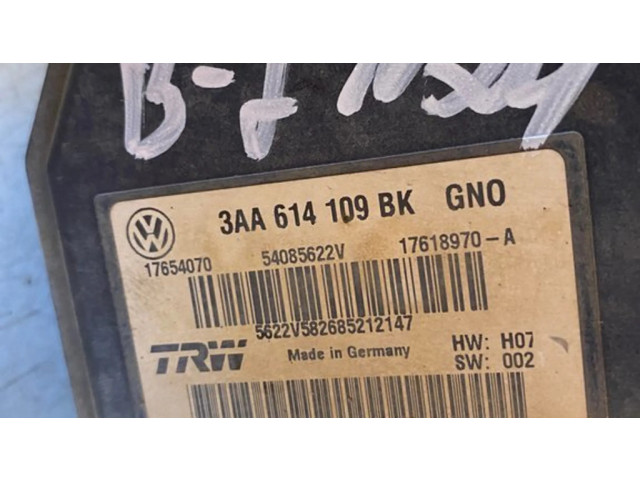 3AA 614 109 BK GNO
17654070 54085622V 17618970-A
5622V582685212147
TRW Made in Germany HW: H07
SW: 002